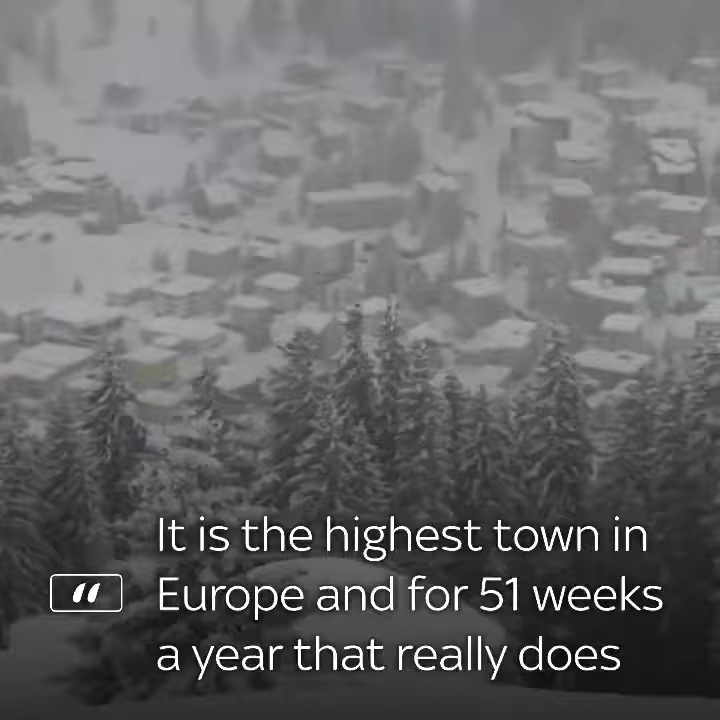 It is the highest town in
Europe and for 51 weeks
a year that really does